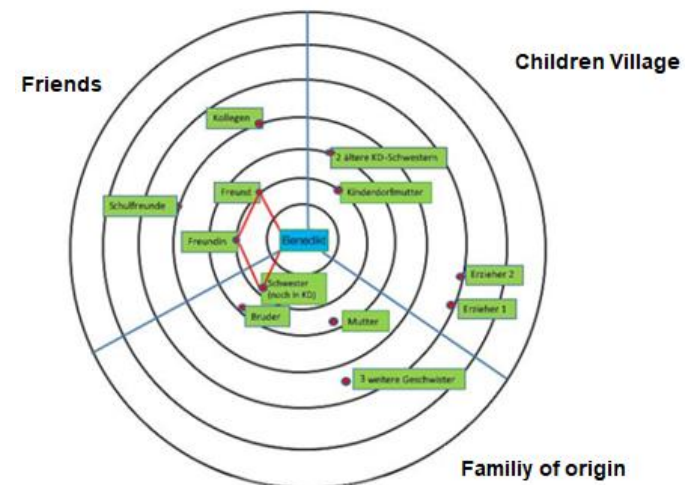 Children Village
Friends
Kollegen
2 ältere KD-Schwestern
Freund
Kinderdorfmutter
Schulfreunde
Freundin
Benedikt
Erzieher 2
Schwester
(noch in KD)
Erzieher 1
Bruder
Mutter
3 weitere Geschwister
Familiy of origin